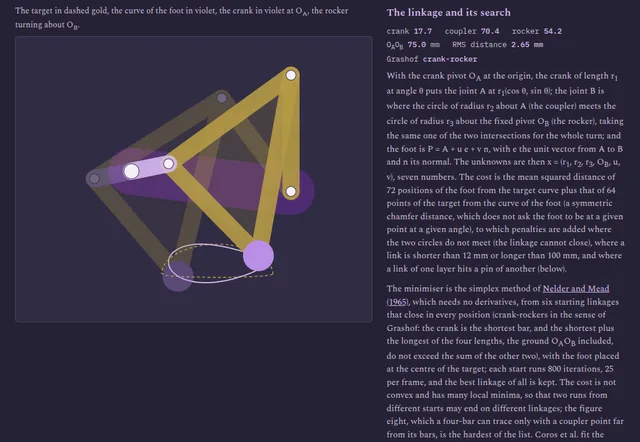 The target in dashed gold, the curve of the foot in violet, the crank in violet at OA, the rocker
turning about OB.
The linkage and its search
crank 17.7 coupler 70.4 rocker 54.2
OAOB 75.0 mm RMS distance 2.65 mm
Grashof crank-rocker
With the crank pivot OA at the origin, the crank of length r1
at angle θ puts the joint A at r1(cos θ, sin θ); the joint B is
where the circle of radius r2 about A (the coupler) meets the
circle of radius r3 about the fixed pivot OB (the rocker), taking
the same one of the two intersections for the whole turn; and
the foot is P = A + u e + v n, with e the unit vector from A to B
and n its normal. The unknowns are then x = (r1, r2, r3, OB, u,
v), seven numbers. The cost is the mean squared distance of
72 positions of the foot from the target curve plus that of 64
points of the target from the curve of the foot (a symmetric
chamfer distance, which does not ask the foot to be at a given
point at a given angle), to which penalties are added where
the two circles do not meet (the linkage cannot close), where a
link is shorter than 12 mm or longer than 100 mm, and where
a link of one layer hits a pin of another (below).
The minimiser is the simplex method of Nelder and Mead
(1965), which needs no derivatives, from six starting linkages
that close in every position (crank-rockers in the sense of
Grashof: the crank is the shortest bar, and the shortest plus
the longest of the four lengths, the ground OAOB included,
do not exceed the sum of the other two), with the foot placed
at the centre of the target; each start runs 800 iterations, 25
per frame, and the best linkage of all is kept. The cost is not
convex and has many local minima, so that two runs from
different starts may end on different linkages; the figure
eight, which a four-bar can trace only with a coupler point far
from its bars, is the hardest of the list. Coros et al. fit the